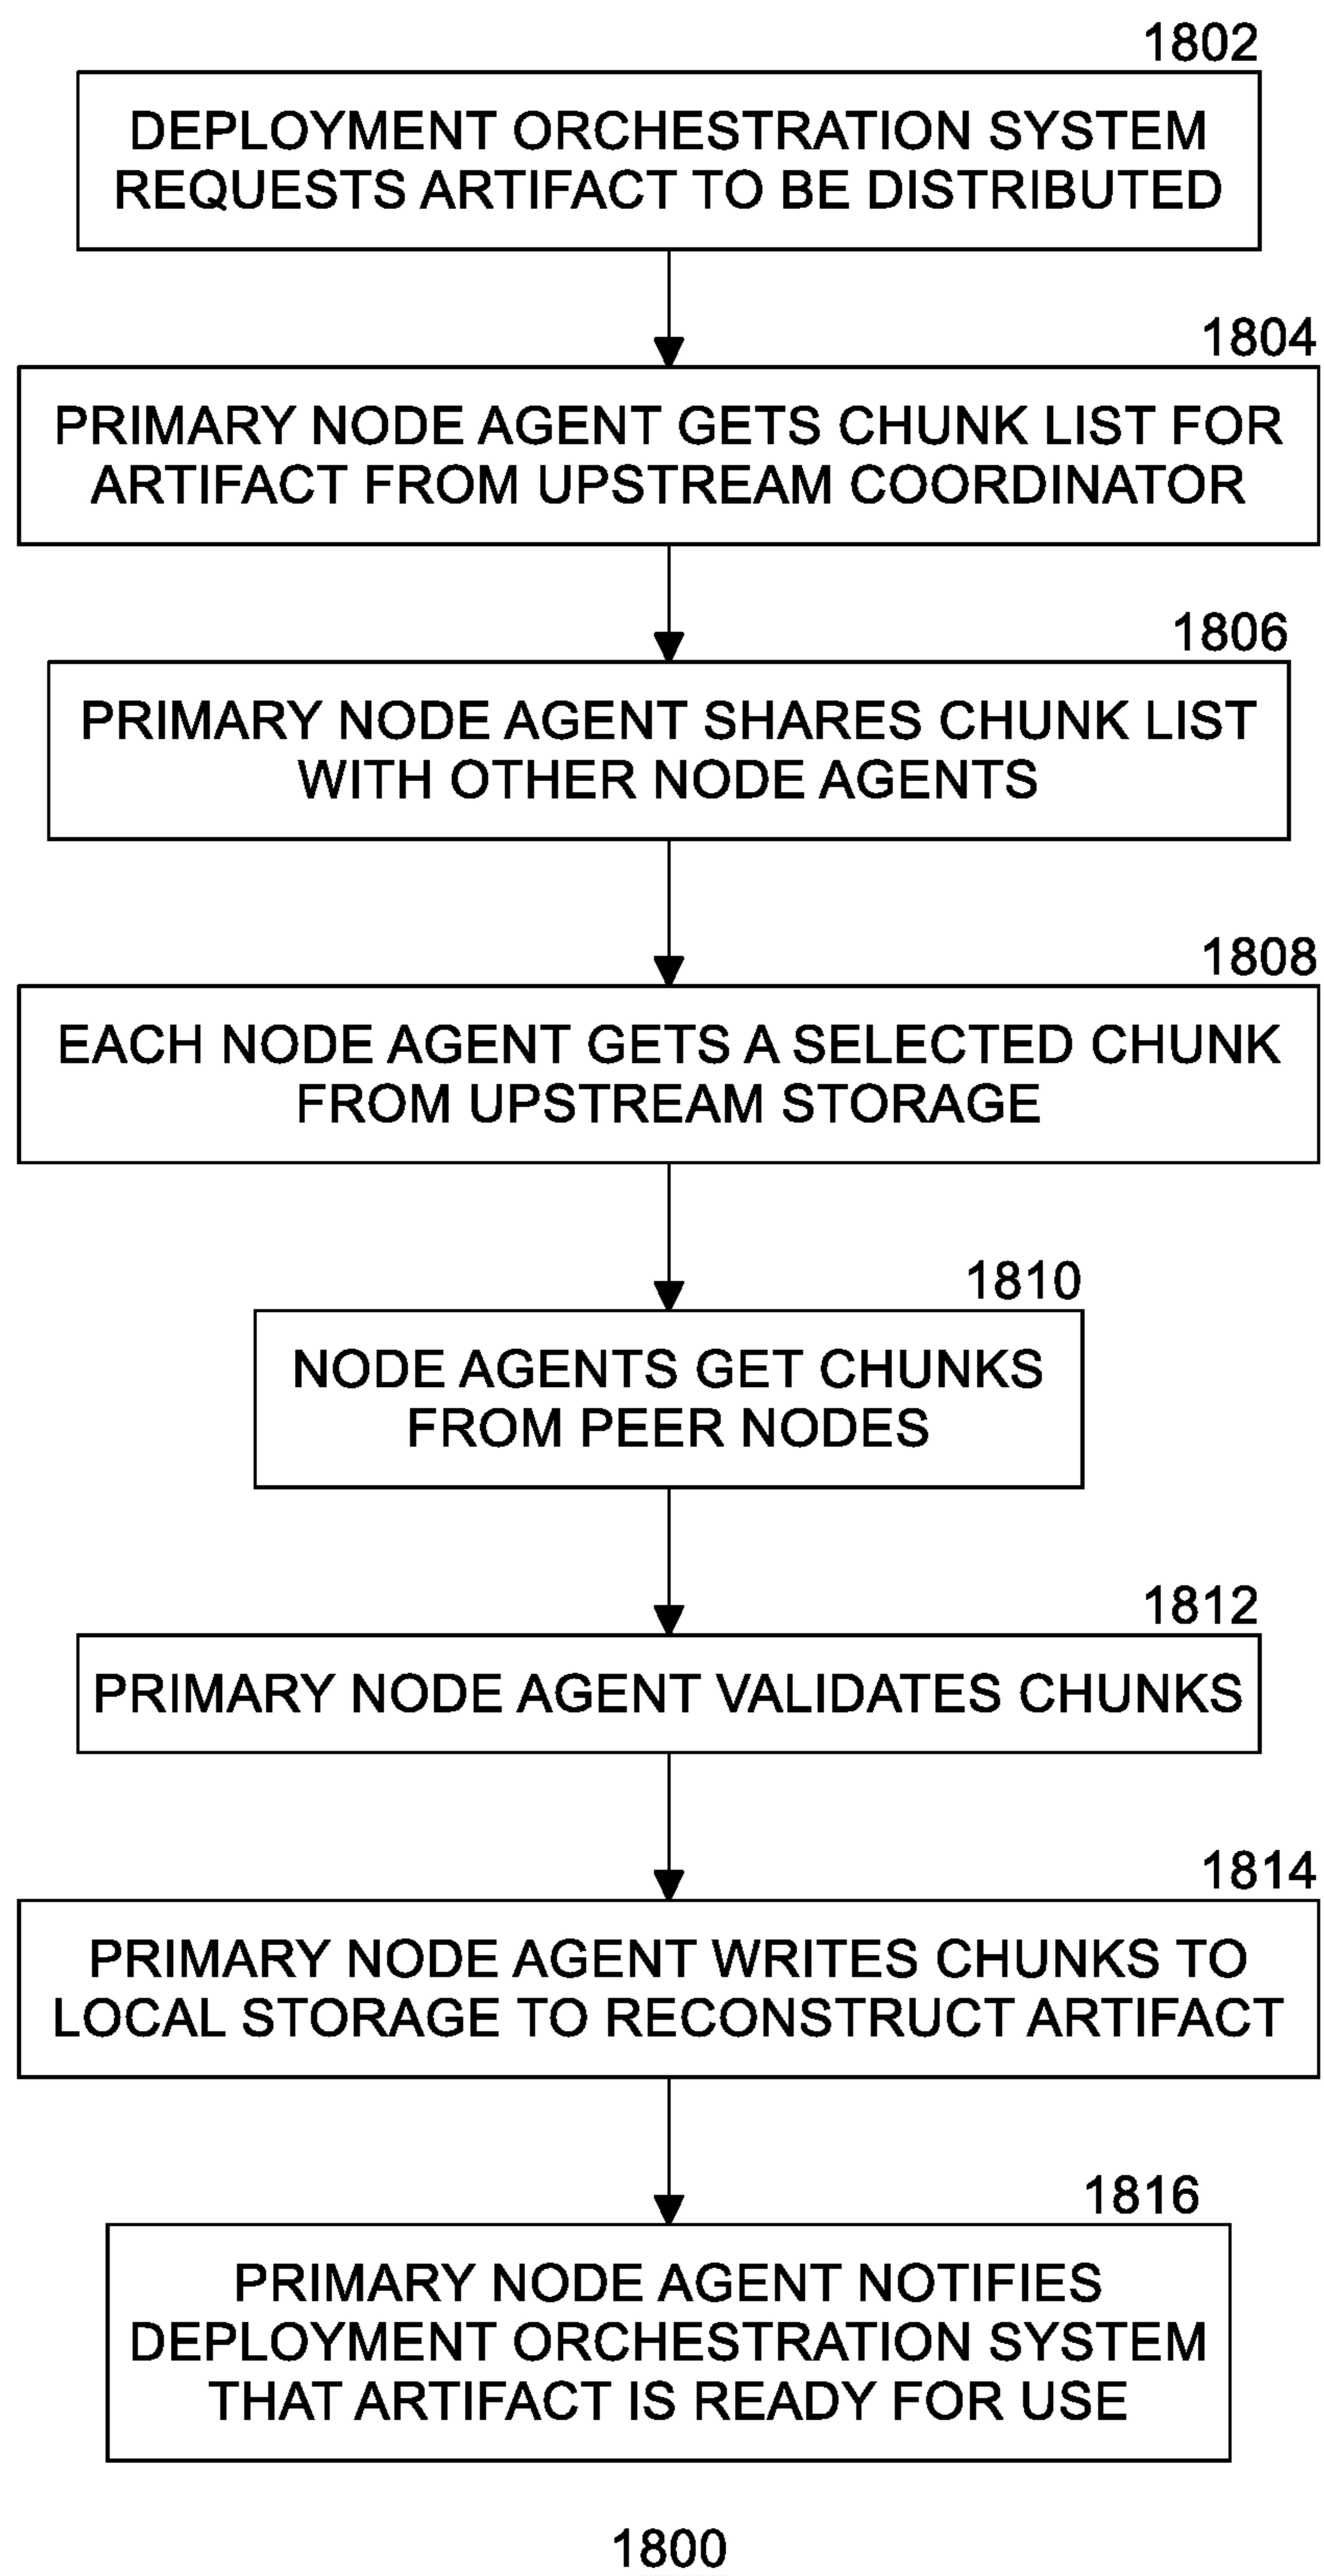 1802
DEPLOYMENT ORCHESTRATION SYSTEM
REQUESTS ARTIFACT TO BE DISTRIBUTED
1804
PRIMARY NODE AGENT GETS CHUNK LIST FOR
ARTIFACT FROM UPSTREAM COORDINATOR
1806
PRIMARY NODE AGENT SHARES CHUNK LIST
WITH OTHER NODE AGENTS
1808
EACH NODE AGENT GETS A SELECTED CHUNK
FROM UPSTREAM STORAGE
1810
NODE AGENTS GET CHUNKS
FROM PEER NODES
1812
PRIMARY NODE AGENT VALIDATES CHUNKS
1814
PRIMARY NODE AGENT WRITES CHUNKS TO
LOCAL STORAGE TO RECONSTRUCT ARTIFACT
1816
PRIMARY NODE AGENT NOTIFIES
DEPLOYMENT ORCHESTRATION SYSTEM
THAT ARTIFACT IS READY FOR USE
1800